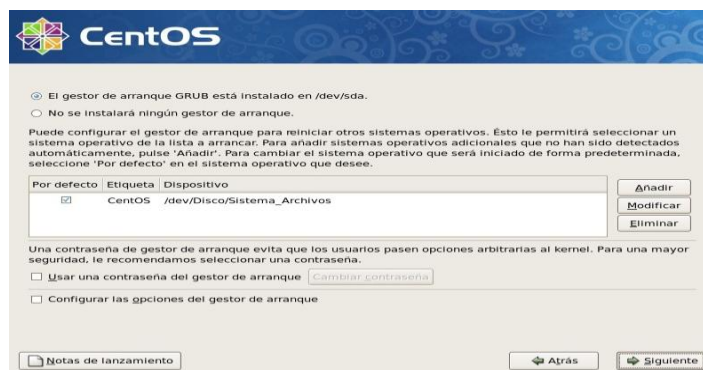 CentOS
El gestor de arranque GRUB está instalado en /dev/sda.
No se instalará ningún gestor de arranque.
Puede configurar el gestor de arranque para reiniciar otros sistemas operativos. Ésto le permitirá seleccionar un
sistema operativo de la lista a arrancar. Para añadir sistemas operativos adicionales que no han sido detectados
automáticamente, pulse 'Añadir'. Para cambiar el sistema operativo que será iniciado de forma predeterminada,
seleccione 'Por defecto' en el sistema operativo que desee.
Por defecto Etiqueta Dispositivo
CentOS /dev/Disco/Sistema_Archivos
Añadir
Modificar
Eliminar
Una contraseña de gestor de arranque evita que los usuarios pasen opciones arbitrarias al kernel. Para una mayor
seguridad, le recomendamos seleccionar una contraseña.
Usar una contraseña del gestor de arranque Cambiar contraseña
Configurar las opciones del gestor de arranque
Notas de lanzamiento Atrás Siguiente